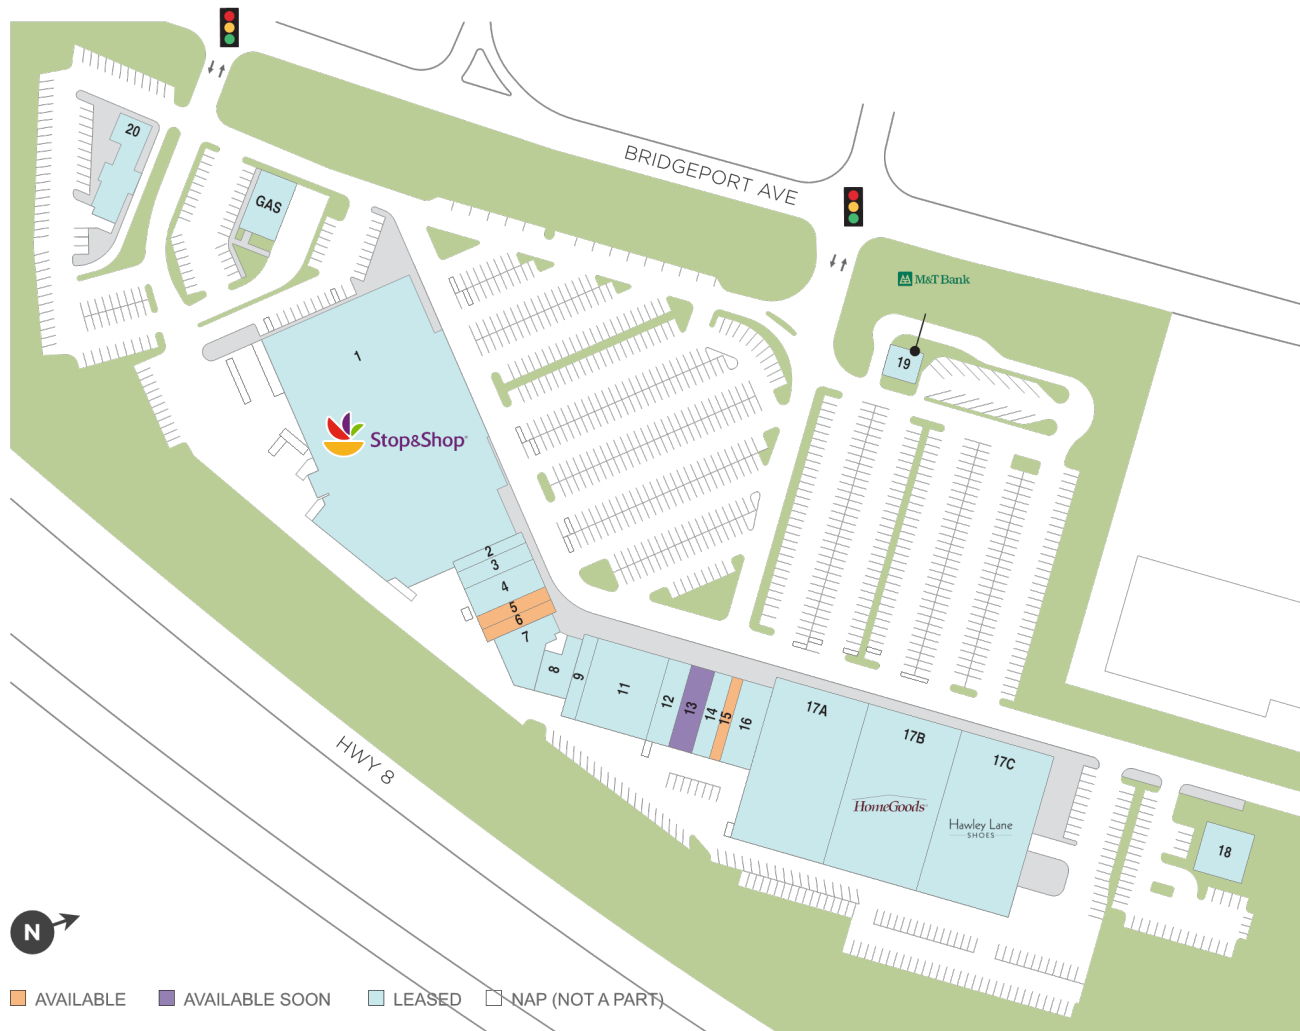 20
GAS
BRIDGEPORT AVE
M&T Bank
19
1
Stop&Shop
2
3
4
5
6
7
8
9
11
12
13
14
15
16
17A
17B
17C
HomeGoods
Hawley Lane
SHOES
18
HWY 8
N
AVAILABLE
AVAILABLE SOON
LEASED
NAP (NOT A PART)